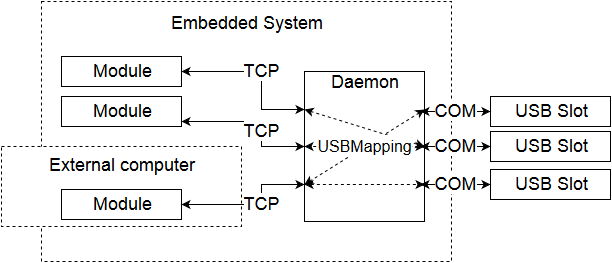 Embedded System
Module
TCP
Daemon
Module
COM
USB Slot
TCP
USBMapping
COM
USB Slot
External computer
COM
USB Slot
Module
TCP